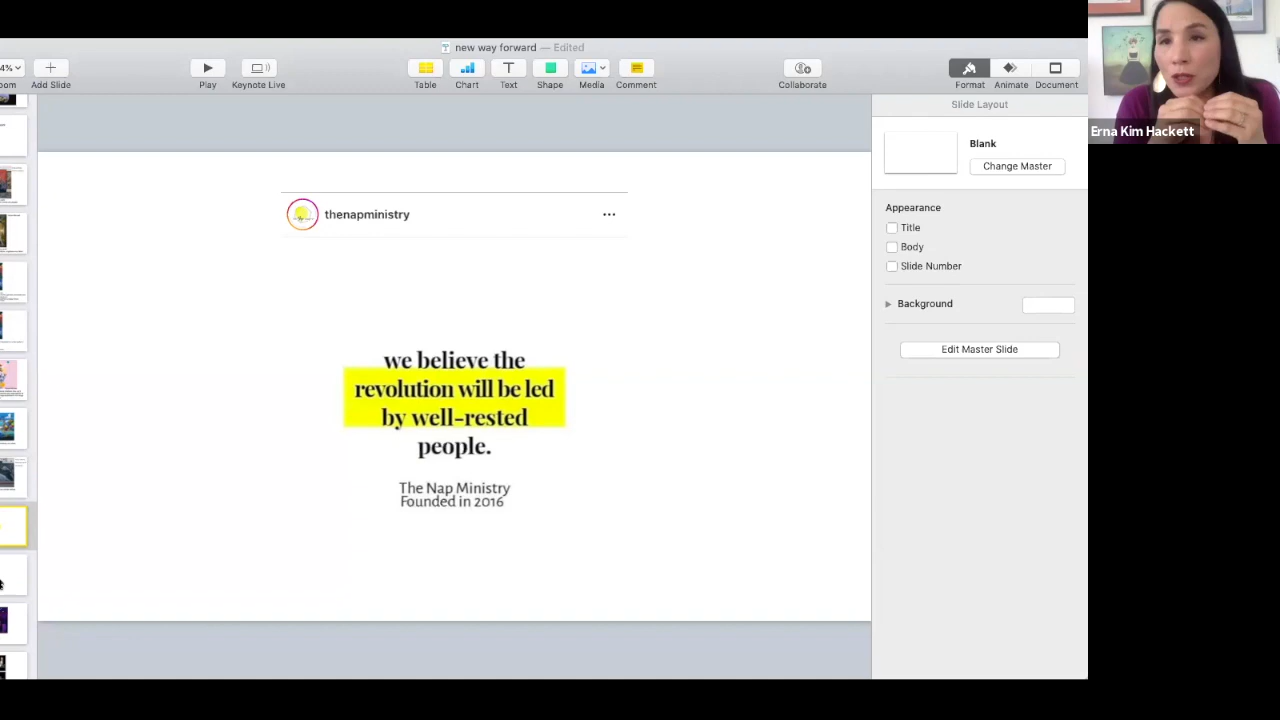 new way forward — Edited
4%
oom
Add Slide
Play
Keynote Live
Table
Chart
Text
Shape
Media
Comment
Collaborate
Format
Animate
Document
Erna Kim Hackett
Slide Layout
Blank
Change Master
Appearance
Title
Body
Slide Number
Background
Edit Master Slide
thenapministry
we believe the
revolution will be led
by well-rested
people.
The Nap Ministry
Founded in 2016